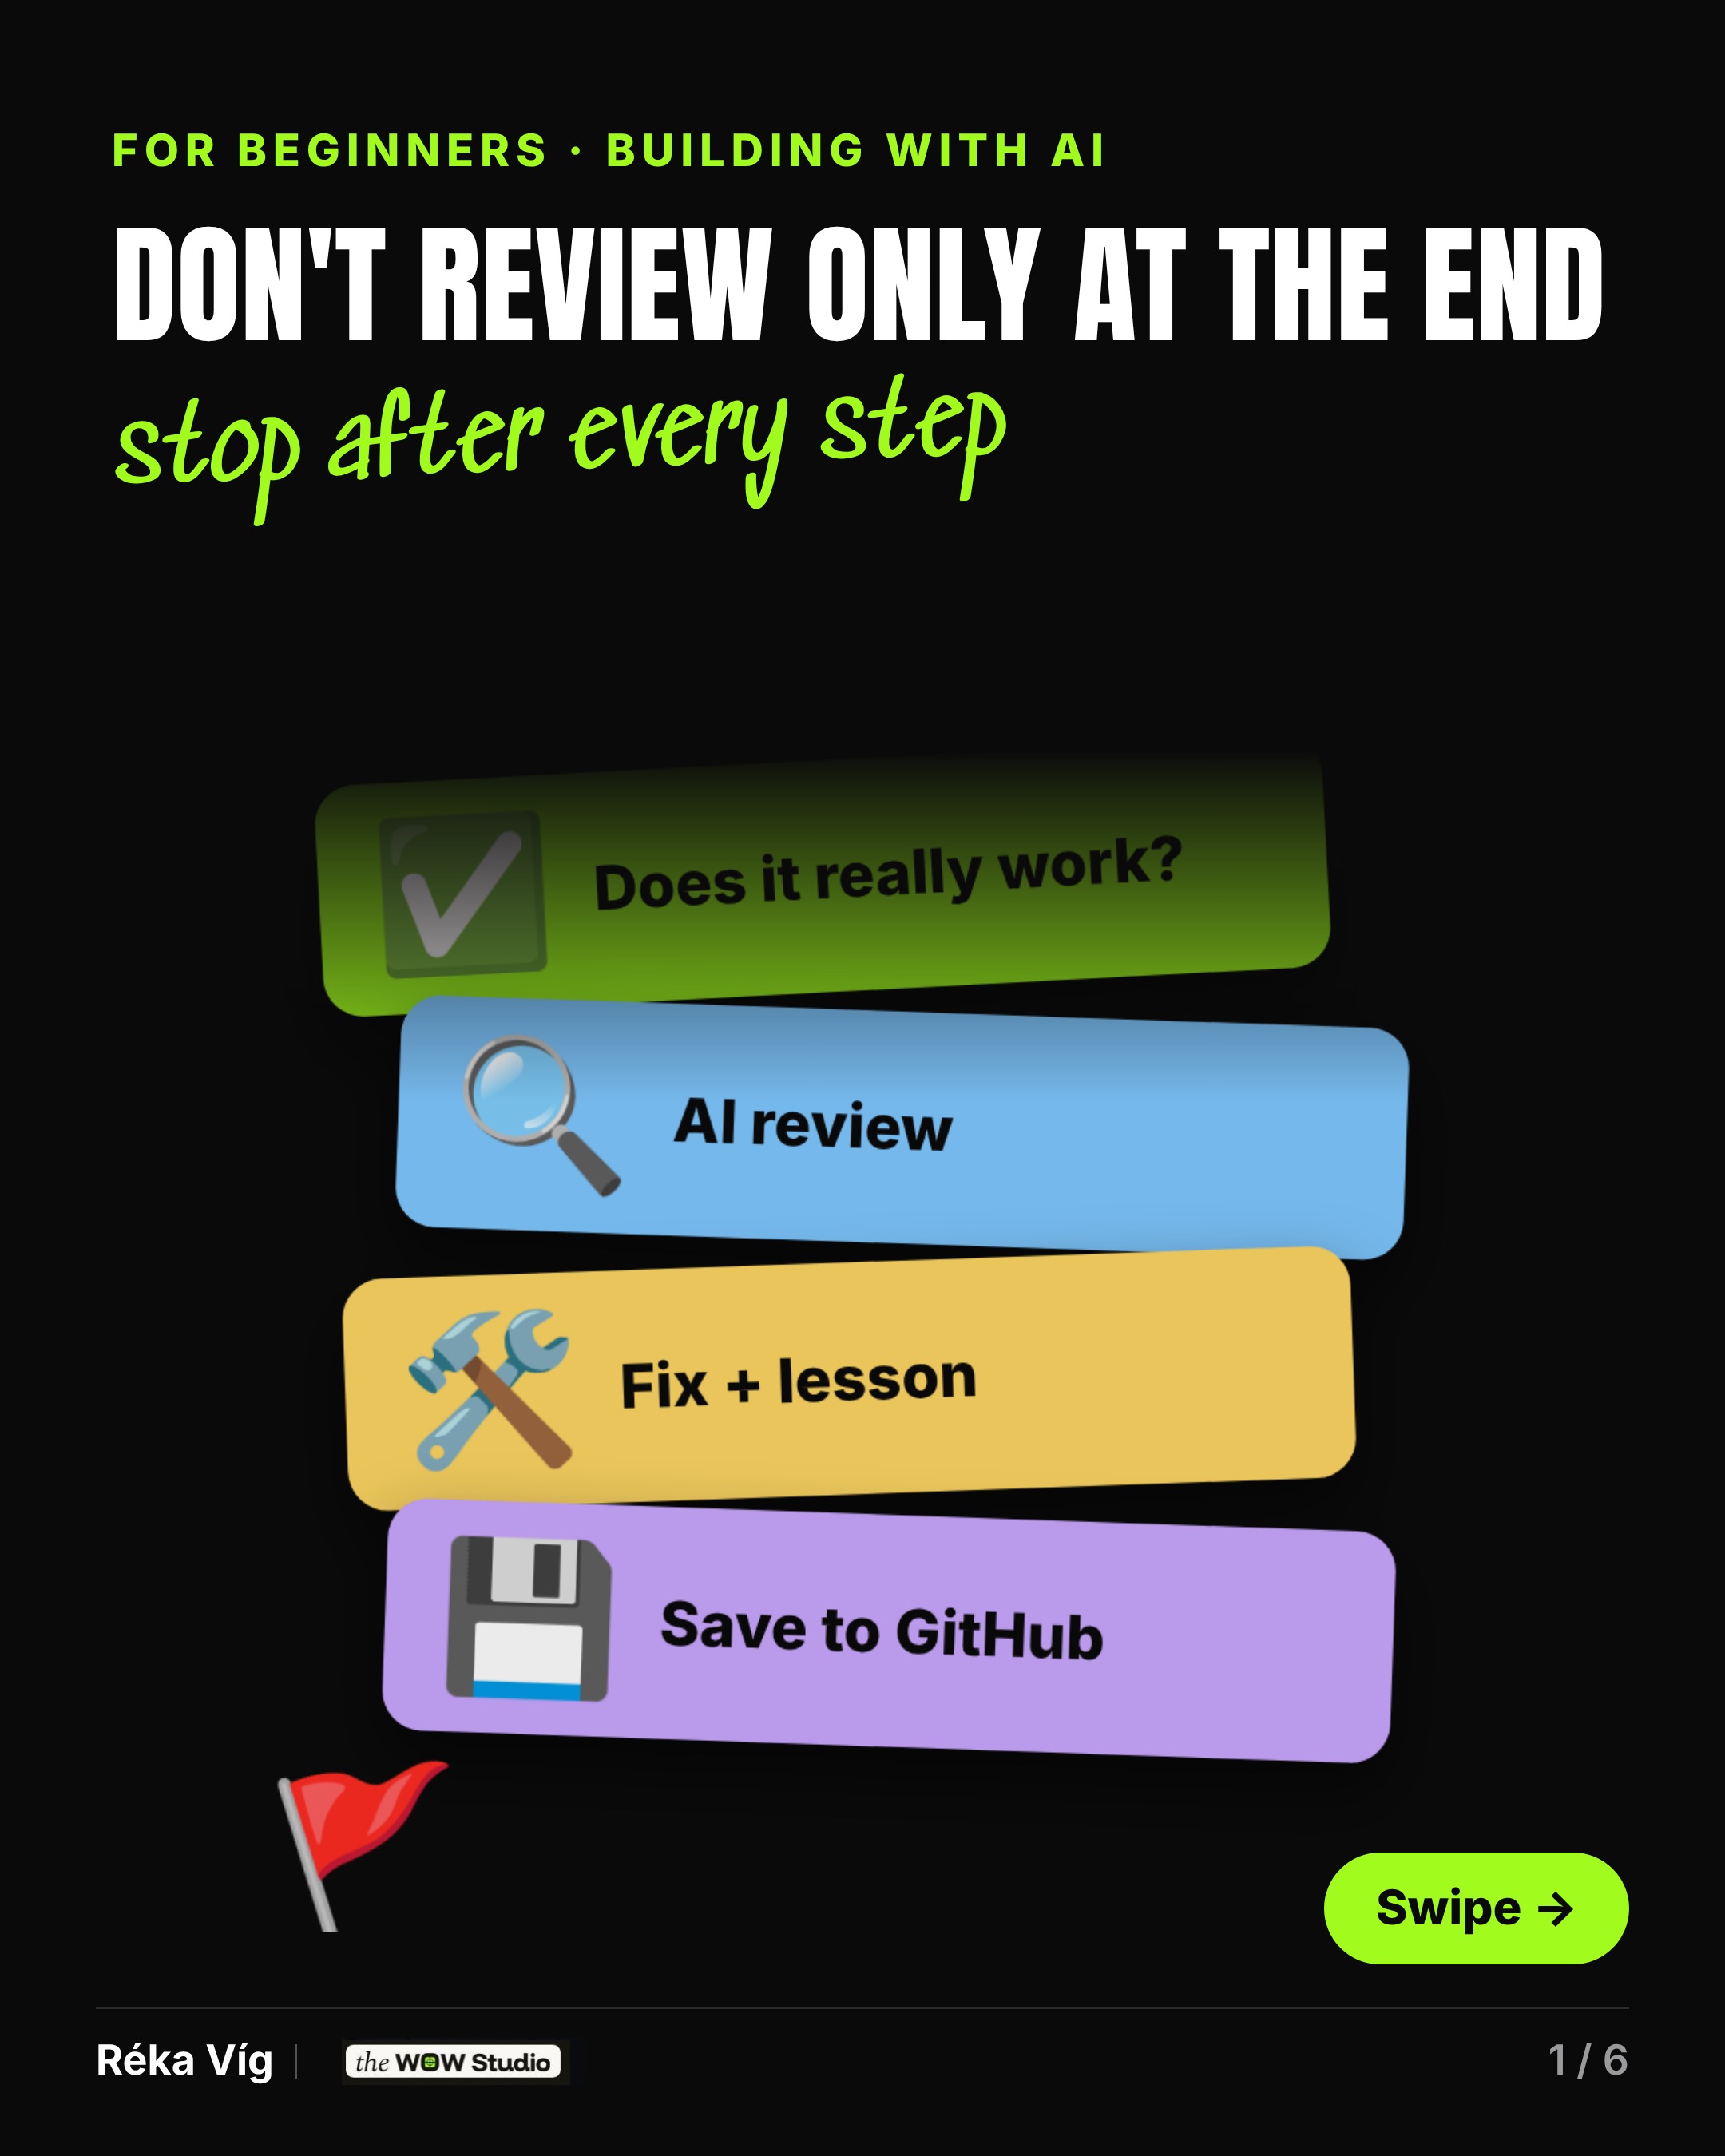 FOR BEGINNERS · BUILDING WITH AI
DON'T REVIEW ONLY AT THE END
stop after every step
Does it really work?
AI review
Fix + lesson
Save to GitHub
Swipe →
Réka Víg
the WOW Studio
1 / 6